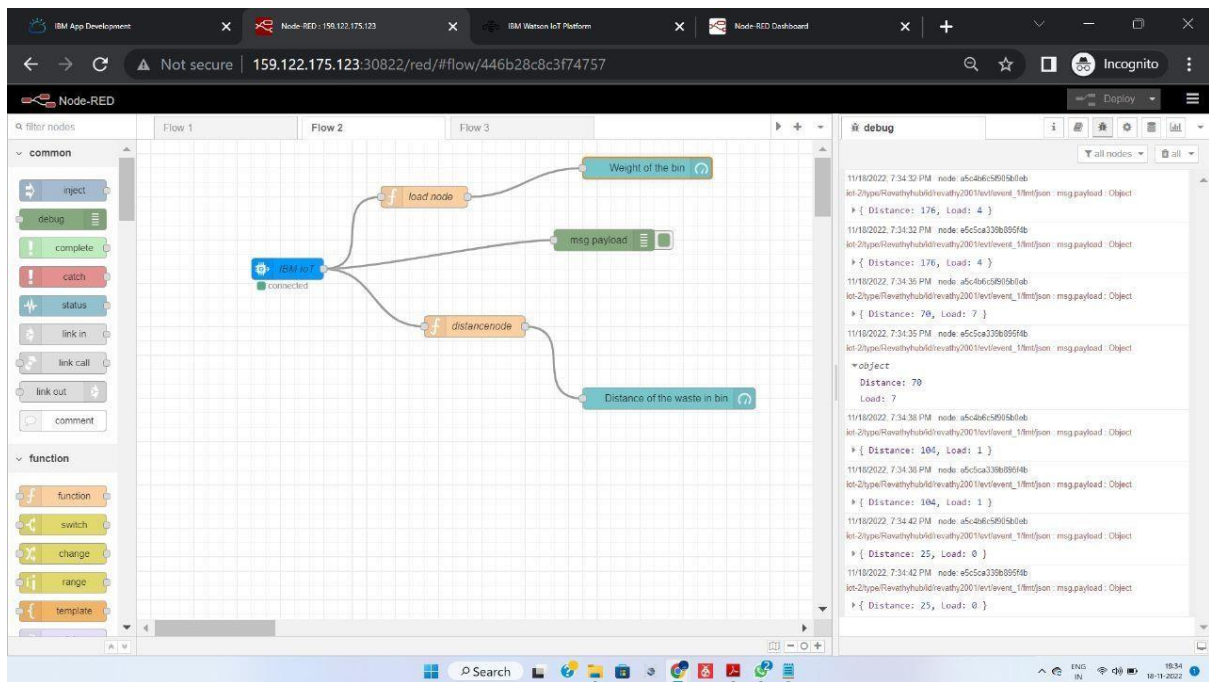 IBM App Development
Node-RED : 159.122.175.123
IBM Watson IoT Platform
Node-RED Dashboard
Not secure
159.122.175.123:30822/red/#flow/446b28c8c3f74757
Incognito
Node-RED
Deploy
filter nodes
Flow 1
Flow 2
Flow 3
debug
all nodes
all
common
inject
debug
complete
catch
status
link in
link call
link out
comment
function
function
switch
change
range
template
Weight of the bin
load node
msg.payload
IBM IoT
connected
distancenode
Distance of the waste in bin
11/18/2022, 7:34:32 PM node: a5c4b6c5f905b0eb
iot-2/type/Revathyhub/id/revathy2001/evt/event_1/fmt/json : msg.payload : Object
{ Distance: 176, Load: 4 }
11/18/2022, 7:34:32 PM node: e5c5ca339b895f4b
iot-2/type/Revathyhub/id/revathy2001/evt/event_1/fmt/json : msg.payload : Object
{ Distance: 176, Load: 4 }
11/18/2022, 7:34:35 PM node: a5c4b6c5f905b0eb
iot-2/type/Revathyhub/id/revathy2001/evt/event_1/fmt/json : msg.payload : Object
{ Distance: 70, Load: 7 }
11/18/2022, 7:34:35 PM node: e5c5ca339b895f4b
iot-2/type/Revathyhub/id/revathy2001/evt/event_1/fmt/json : msg.payload : Object
object
Distance: 70
Load: 7
11/18/2022, 7:34:38 PM node: a5c4b6c5f905b0eb
iot-2/type/Revathyhub/id/revathy2001/evt/event_1/fmt/json : msg.payload : Object
{ Distance: 104, Load: 1 }
11/18/2022, 7:34:38 PM node: e5c5ca339b895f4b
iot-2/type/Revathyhub/id/revathy2001/evt/event_1/fmt/json : msg.payload : Object
{ Distance: 104, Load: 1 }
11/18/2022, 7:34:42 PM node: a5c4b6c5f905b0eb
iot-2/type/Revathyhub/id/revathy2001/evt/event_1/fmt/json : msg.payload : Object
{ Distance: 25, Load: 0 }
11/18/2022, 7:34:42 PM node: e5c5ca339b895f4b
iot-2/type/Revathyhub/id/revathy2001/evt/event_1/fmt/json : msg.payload : Object
{ Distance: 25, Load: 0 }
Search
ENG
IN
19:34
18-11-2022